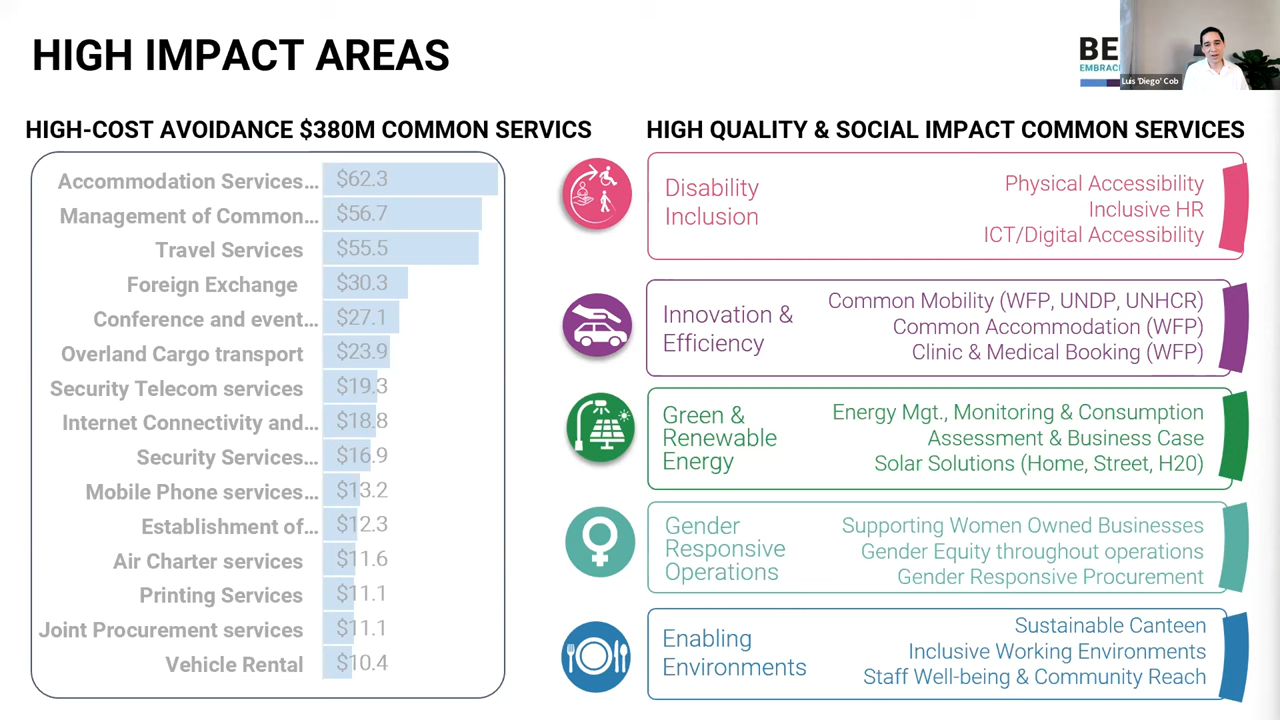 HIGH IMPACT AREAS
BE
EMBRAC
Luis 'Diego' Cob
HIGH-COST AVOIDANCE $380M COMMON SERVICS
Accommodation Services... $62.3
Management of Common... $56.7
Travel Services $55.5
Foreign Exchange $30.3
Conference and event... $27.1
Overland Cargo transport $23.9
Security Telecom services $19.3
Internet Connectivity and... $18.8
Security Services... $16.9
Mobile Phone services... $13.2
Establishment of... $12.3
Air Charter services $11.6
Printing Services $11.1
Joint Procurement services $11.1
Vehicle Rental $10.4
HIGH QUALITY & SOCIAL IMPACT COMMON SERVICES
Disability
Inclusion
Physical Accessibility
Inclusive HR
ICT/Digital Accessibility
Innovation &
Efficiency
Common Mobility (WFP, UNDP, UNHCR)
Common Accommodation (WFP)
Clinic & Medical Booking (WFP)
Green &
Renewable
Energy
Energy Mgt., Monitoring & Consumption
Assessment & Business Case
Solar Solutions (Home, Street, H20)
Gender
Responsive
Operations
Supporting Women Owned Businesses
Gender Equity throughout operations
Gender Responsive Procurement
Enabling
Environments
Sustainable Canteen
Inclusive Working Environments
Staff Well-being & Community Reach